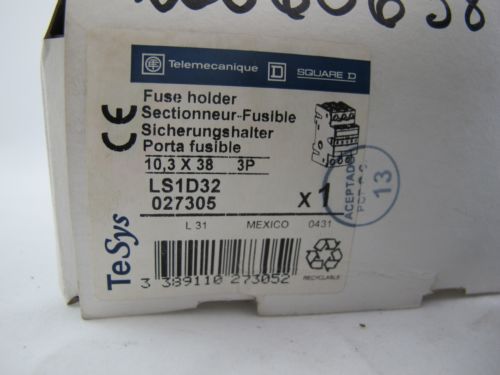 Telemecanique SQUARE D
Fuse holder
Sectionneur-Fusible
Sicherungshalter
Porta fusible
10,3 X 38 3P
LS1D32
027305
x 1
CE
TeSys
ACEPTADO
13
L 31 MEXICO 0431
3 389110 273052
RECYCLABLE